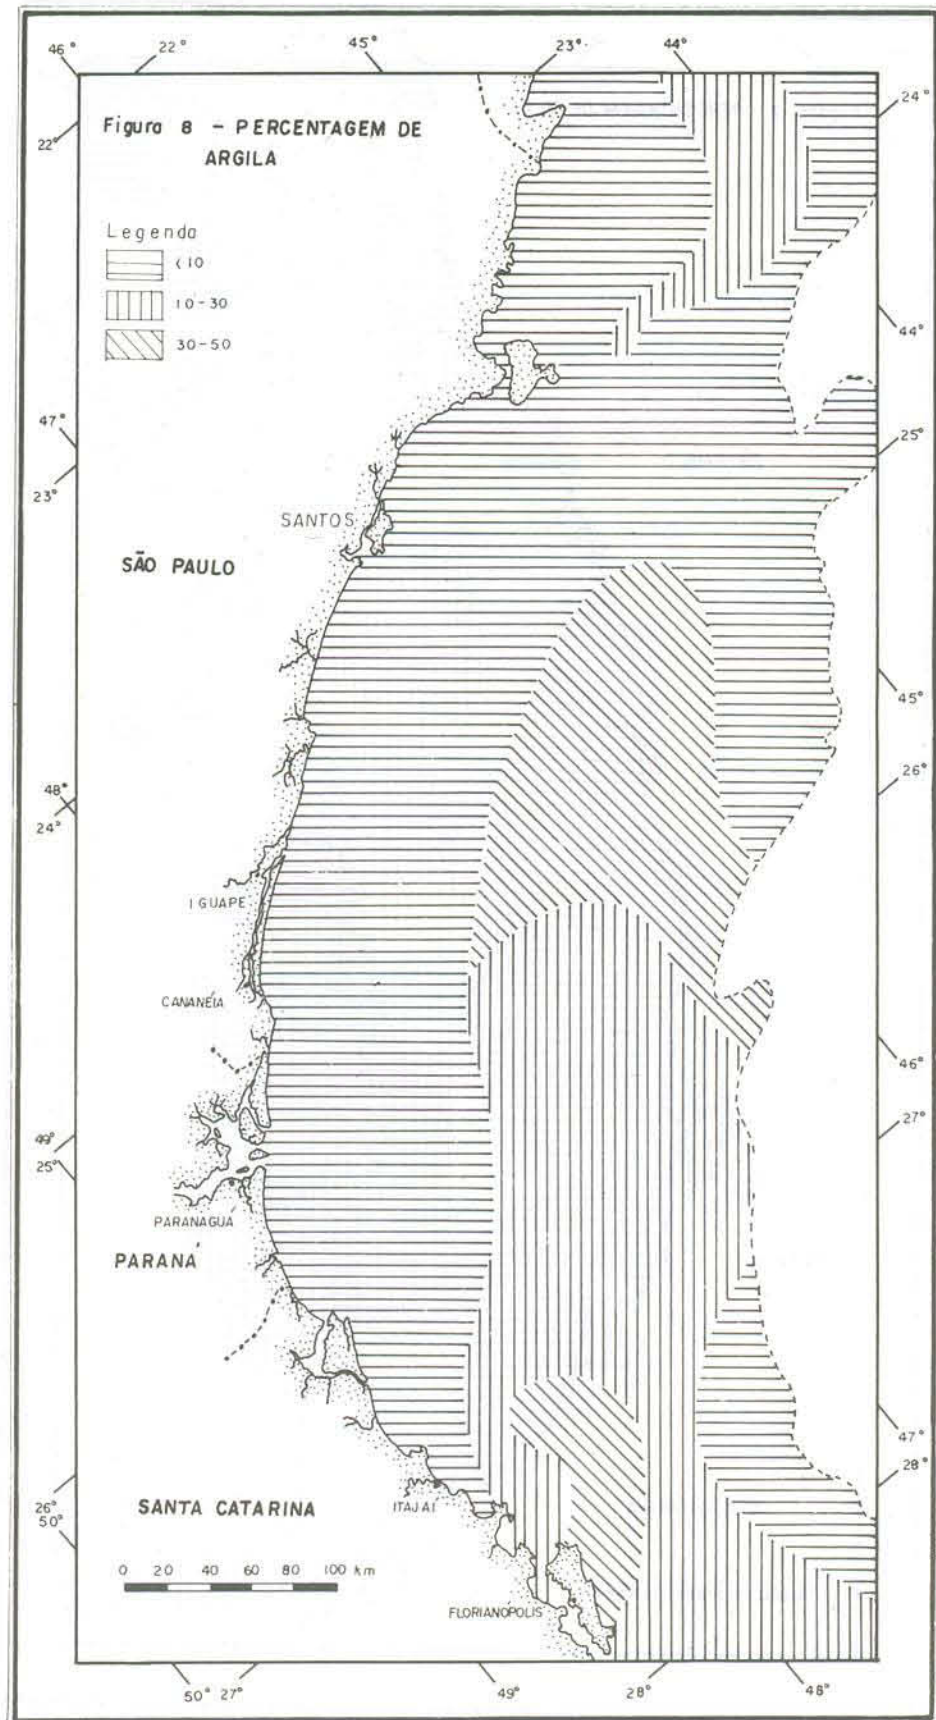 46° 22° 45° 23° 44°
24°
22°
Figura 8 - PERCENTAGEM DE
ARGILA
Legenda
<10
10-30
30-50
44°
47°
25°
23°
SANTOS
SÃO PAULO
45°
26°
48°
24°
IGUAPE
CANANÉIA
46°
27°
49°
25°
PARANAGUÁ
PARANÁ
47°
28°
26°
50°
SANTA CATARINA
ITAJAI
0 20 40 60 80 100 km
FLORIANÓPOLIS
50° 27° 49° 28° 48°